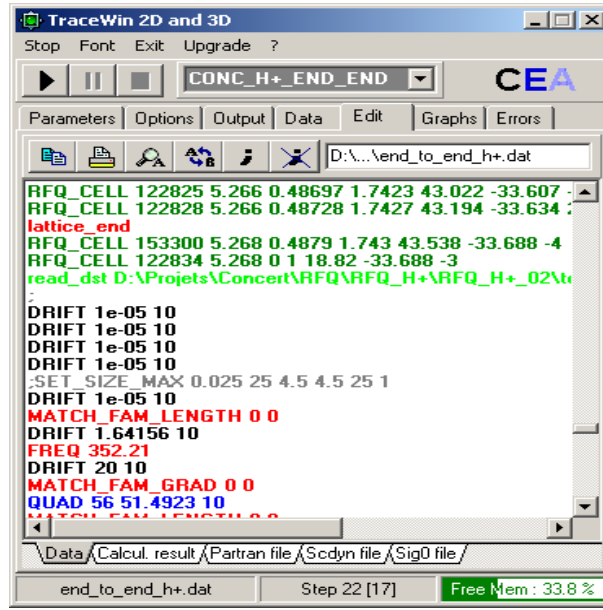 TraceWin 2D and 3D
Stop Font Exit Upgrade ?
CONC_H+_END_END
CEA
Parameters Options Output Data Edit Graphs Errors
D:\...\end_to_end_h+.dat
RFQ_CELL 122825 5.266 0.48697 1.7423 43.022 -33.607 -
RFQ_CELL 122828 5.266 0.48728 1.7427 43.194 -33.634
lattice_end
RFQ_CELL 153300 5.268 0.4879 1.743 43.538 -33.688 -4
RFQ_CELL 122834 5.268 0 1 18.82 -33.688 -3
read_dst D:\Projets\Concert\RFQ\RFQ_H+\RFQ_H+_02\
;
DRIFT 1e-05 10
DRIFT 1e-05 10
DRIFT 1e-05 10
DRIFT 1e-05 10
;SET_SIZE_MAX 0.025 25 4.5 4.5 25 1
DRIFT 1e-05 10
MATCH_FAM_LENGTH 0 0
DRIFT 1.64156 10
FREQ 352.21
DRIFT 20 10
MATCH_FAM_GRAD 0 0
QUAD 56 51.4923 10
MATCH_FAM_LENGTH 0 0
Data Calcul. result Partran file Scdyn file Sig0 file
end_to_end_h+.dat Step 22 [17] Free Mem : 33.8 %